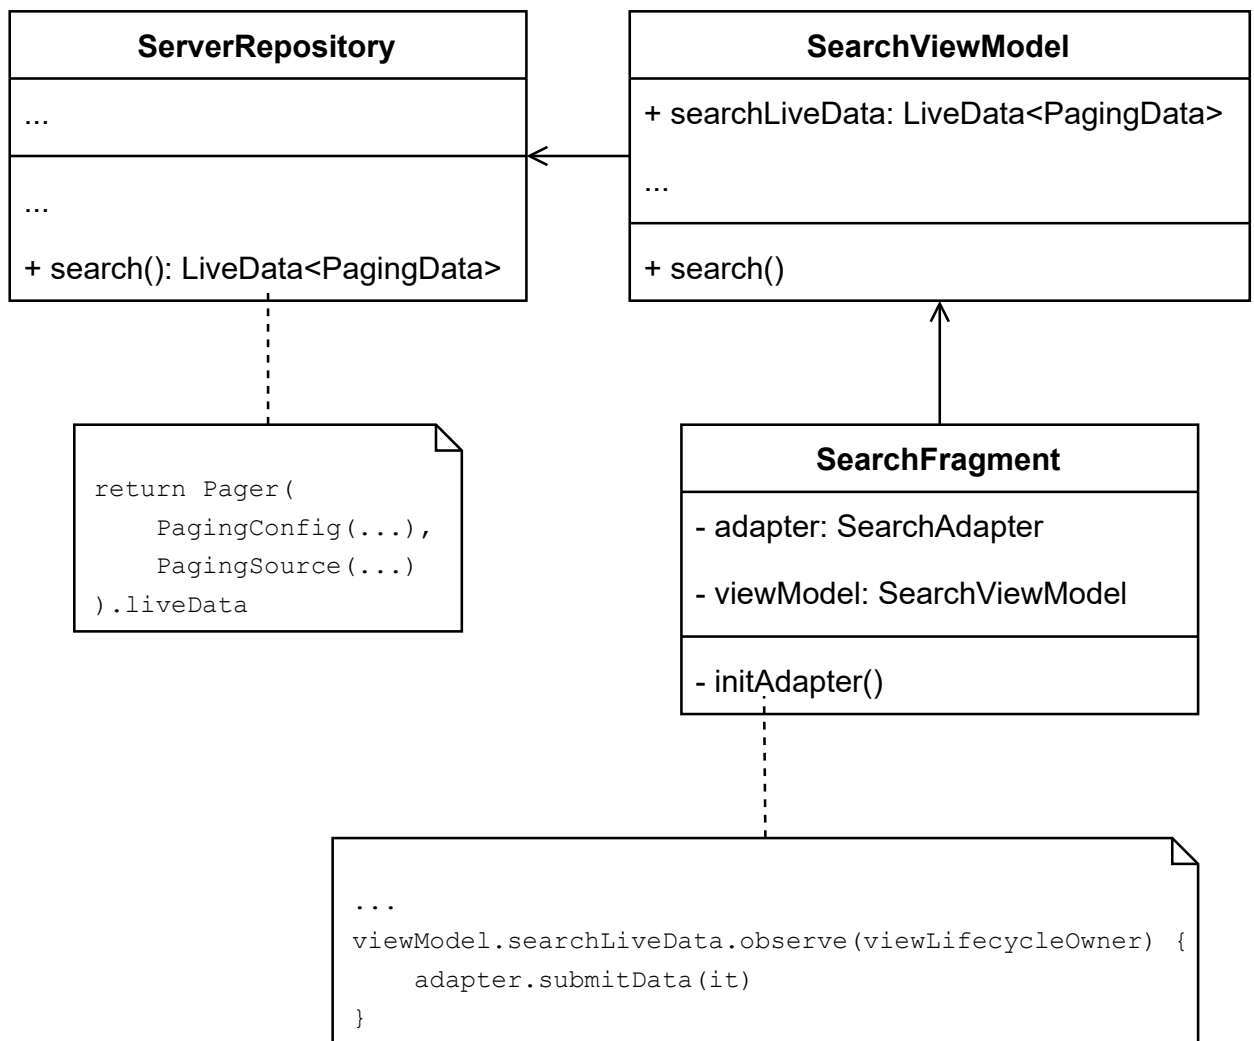 ServerRepository
...
...
+ search(): LiveData<PagingData>
SearchViewModel
+ searchLiveData: LiveData<PagingData>
...
+ search()
return Pager(
    PagingConfig(...),
    PagingSource(...)
).liveData
SearchFragment
- adapter: SearchAdapter
- viewModel: SearchViewModel
- initAdapter()
...
viewModel.searchLiveData.observe(viewLifecycleOwner) {
    adapter.submitData(it)
}